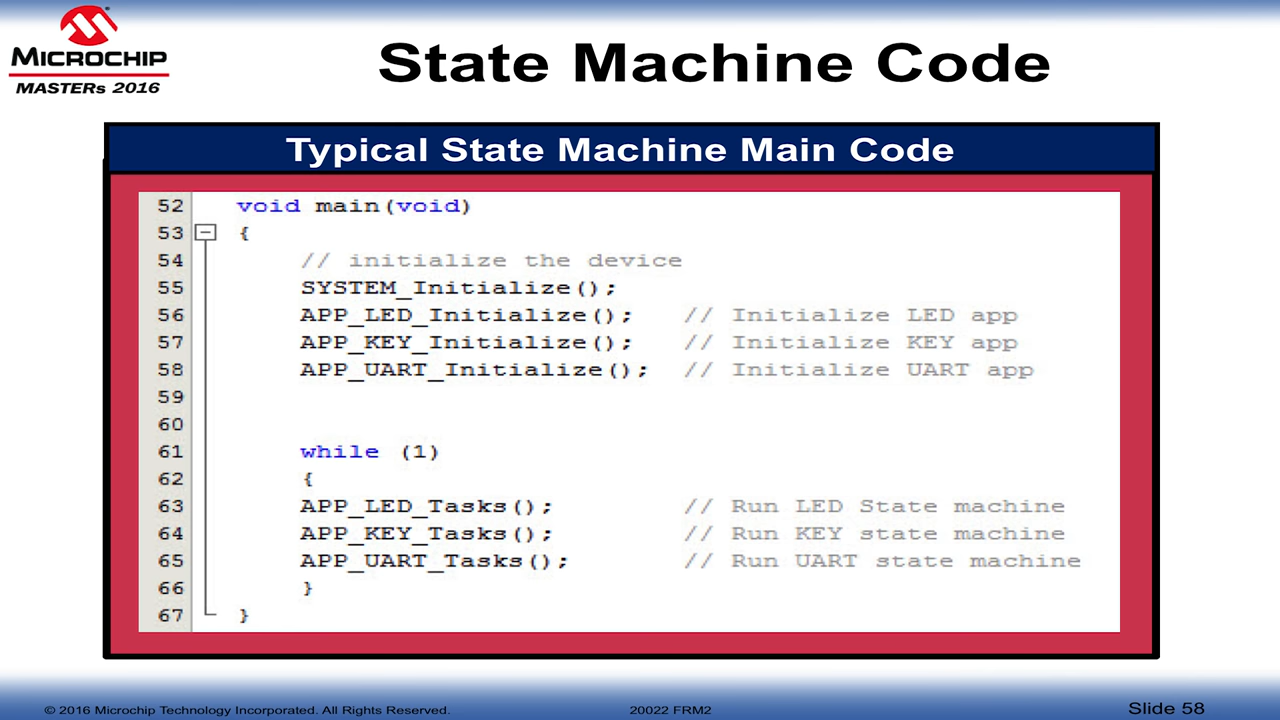 MICROCHIP
MASTERs 2016
State Machine Code
Typical State Machine Main Code
52 void main(void)
53 {
54 // initialize the device
55 SYSTEM_Initialize();
56 APP_LED_Initialize(); // Initialize LED app
57 APP_KEY_Initialize(); // Initialize KEY app
58 APP_UART_Initialize(); // Initialize UART app
59
60
61 while (1)
62 {
63 APP_LED_Tasks(); // Run LED State machine
64 APP_KEY_Tasks(); // Run KEY state machine
65 APP_UART_Tasks(); // Run UART state machine
66 }
67 }
© 2016 Microchip Technology Incorporated. All Rights Reserved. 20022 FRM2 Slide 58